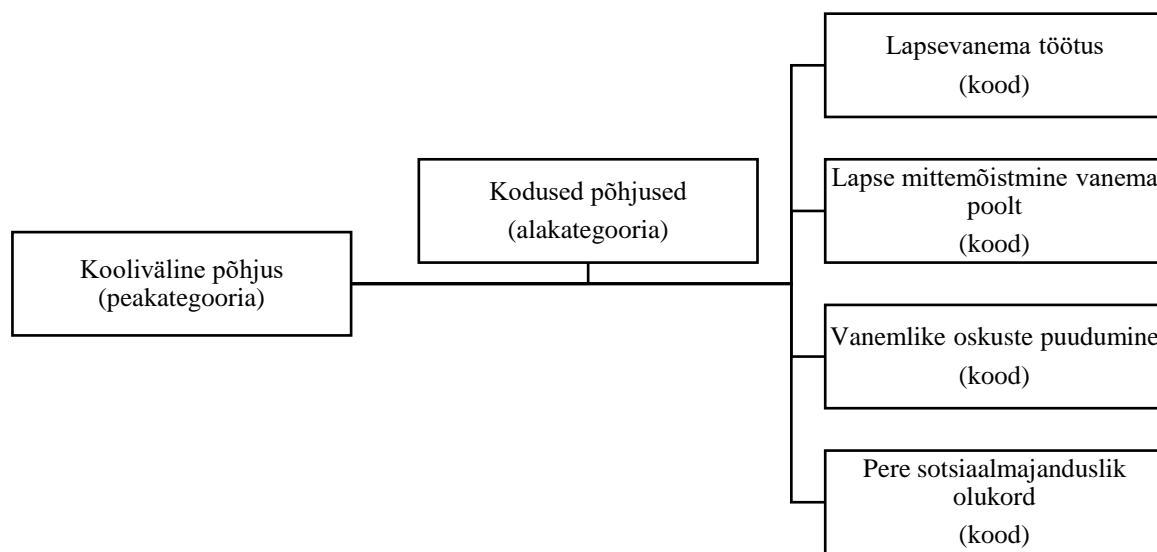 Kooliväline põhjus
(peakategooria)
Kodused põhjused
(alakategooria)
Lapsevanema töötus
(kood)
Lapse mittemõistmine vanema
poolt
(kood)
Vanemlike oskuste puudumine
(kood)
Pere sotsiaalmajanduslik
olukord
(kood)